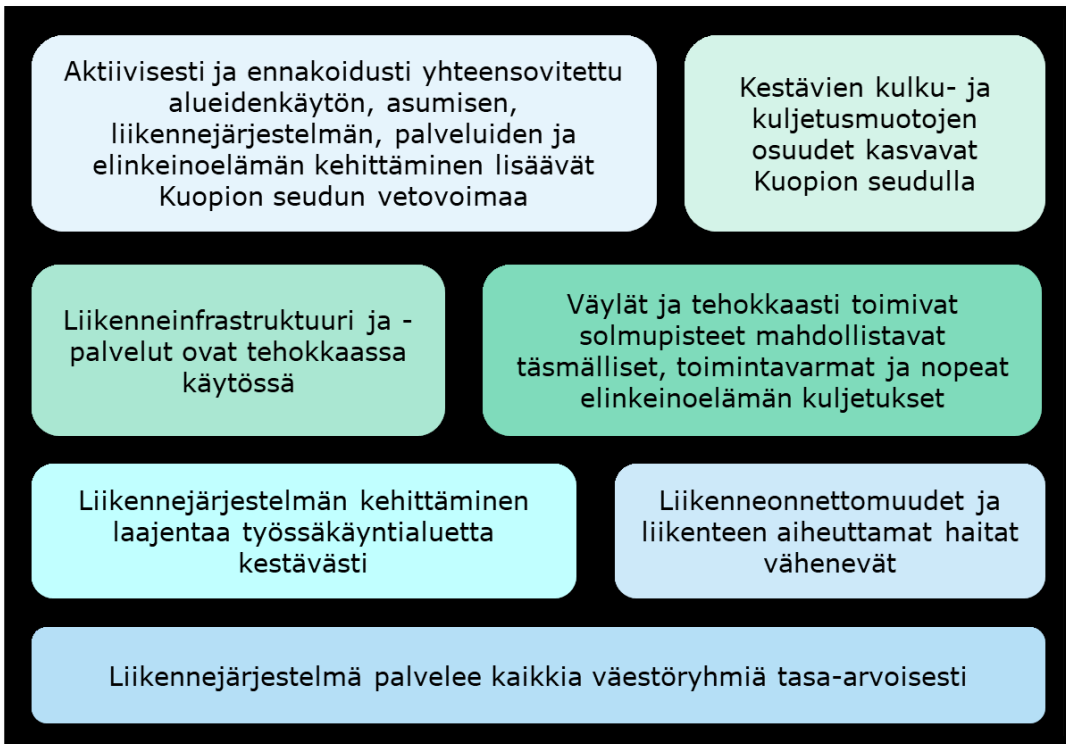 Aktiivisesti ja ennakoidusti yhteensovitettu
alueidenkäytön, asumisen,
liikennejärjestelmän, palveluiden ja
elinkeinoelämän kehittäminen lisäävät
Kuopion seudun vetovoimaa
Kestävien kulku- ja
kuljetusmuotojen
osuudet kasvavat
Kuopion seudulla
Liikenneinfrastruktuuri ja -
palvelut ovat tehokkaassa
käytössä
Väylät ja tehokkaasti toimivat
solmupisteet mahdollistavat
täsmälliset, toimintavarmat ja nopeat
elinkeinoelämän kuljetukset
Liikennejärjestelmän kehittäminen
laajentaa työssäkäyntialuetta
kestävästi
Liikenneonnettomuudet ja
liikenteen aiheuttamat haitat
vähenevät
Liikennejärjestelmä palvelee kaikkia väestöryhmiä tasa-arvoisesti